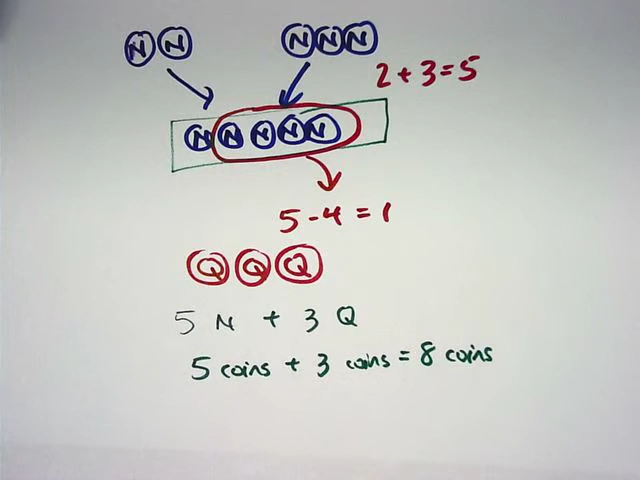 N N N N N
2 + 3 = 5
N N N N N
5 - 4 = 1
Q Q Q
5 N + 3 Q
5 coins + 3 coins = 8 coins